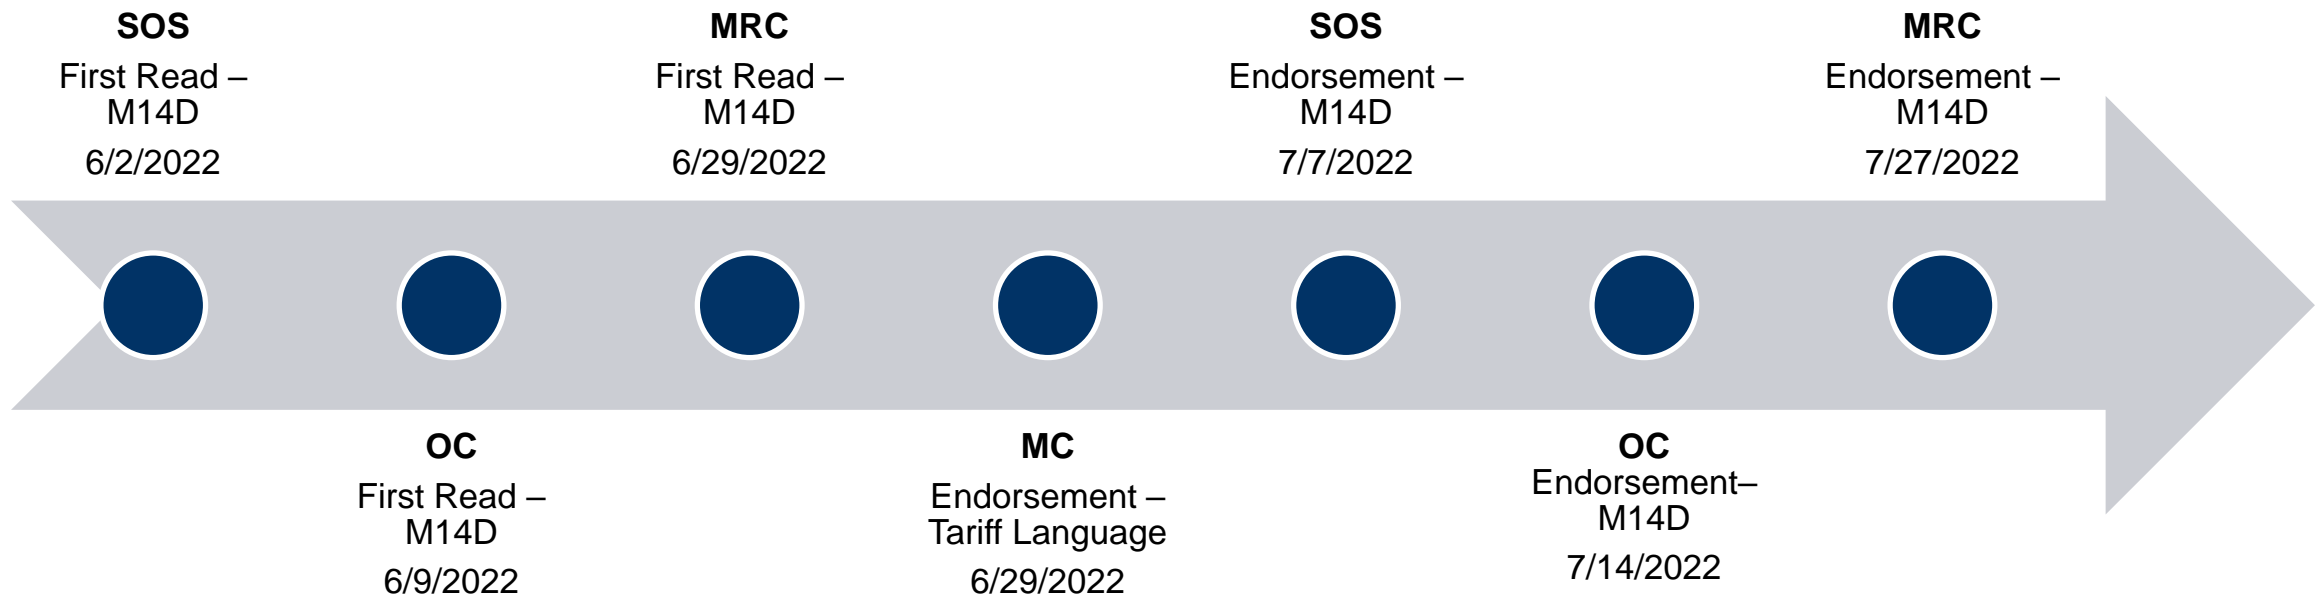 SOS
First Read –
M14D
6/2/2022
OC
First Read –
M14D
6/9/2022
MRC
First Read –
M14D
6/29/2022
MC
Endorsement –
Tariff Language
6/29/2022
SOS
Endorsement –
M14D
7/7/2022
OC
Endorsement–
M14D
7/14/2022
MRC
Endorsement –
M14D
7/27/2022